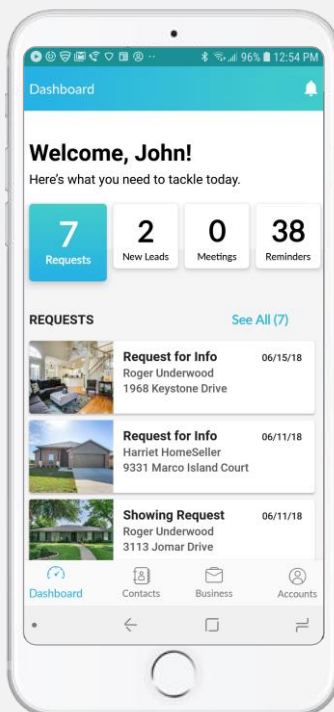 96% 12:54 PM
Dashboard
Welcome, John!
Here's what you need to tackle today.
7 2 0 38
Requests New Leads Meetings Reminders
REQUESTS See All (7)
Request for Info 06/15/18
Roger Underwood
1968 Keystone Drive
Request for Info 06/11/18
Harriet HomeSeller
9331 Marco Island Court
Showing Request 06/11/18
Roger Underwood
3113 Jomar Drive
Dashboard Contacts Business Accounts